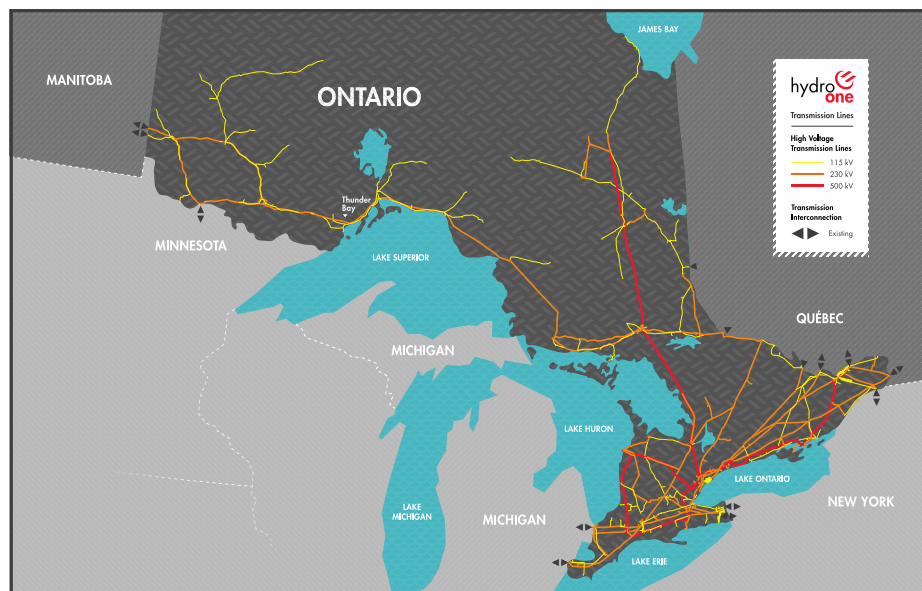 JAMES BAY
MANITOBA
ONTARIO
hydro
one
Transmission Lines
High Voltage
Transmission Lines
115 kV
230 kV
500 kV
Transmission
Interconnection
Existing
Thunder
Bay
MINNESOTA
LAKE SUPERIOR
QUÉBEC
MICHIGAN
LAKE HURON
LAKE ONTARIO
NEW YORK
LAKE
MICHIGAN
MICHIGAN
LAKE ERIE